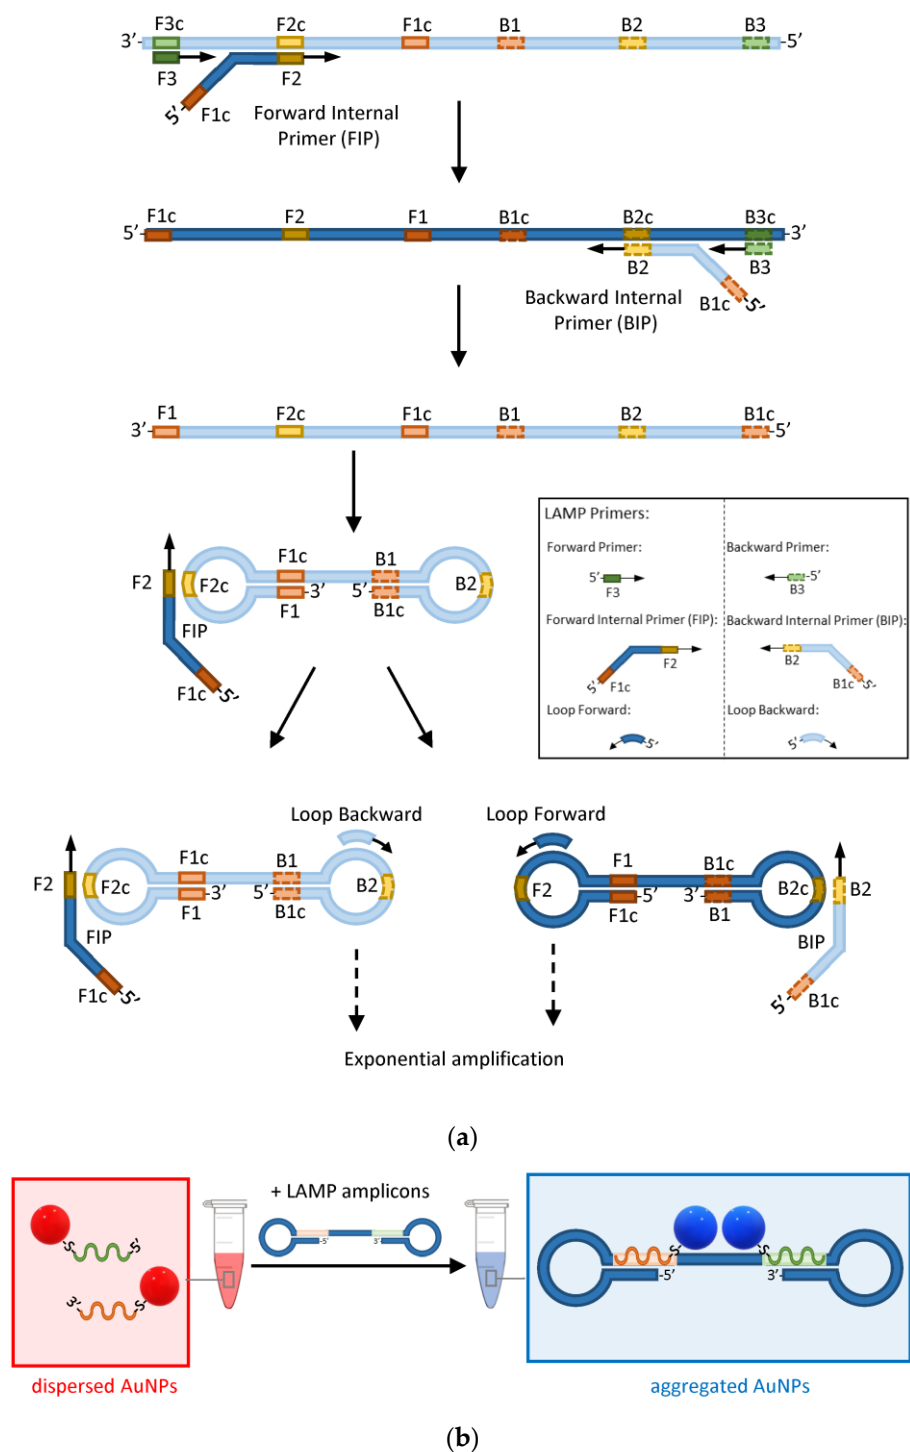 F3c F2c F1c B1 B2 B3
3’ 5’
F3 F2
5’ F1c Forward Internal
Primer (FIP)
F1c F2 F1 B1c B2c B3c
5’ 3’
B2 B3
Backward Internal B1c 5’
Primer (BIP)
F1 F2c F1c B1 B2 B1c
3’ 5’
LAMP Primers:
Forward Primer: Backward Primer:
5’ F3 B3 -5’
Forward Internal Primer (FIP): Backward Internal Primer (BIP):
F2 B2
5’ F1c B1c 5’
Loop Forward: Loop Backward:
-5’ 5’
F1c B1
F2 F2c B2
-3’ 5’-
F1 B1c
FIP
F1c 5’
Loop Backward Loop Forward
F1c B1 F1 B1c
F2 F2c B2 F2 B2c B2
-3’ 5’- -5’ 3’-
F1 B1c F1c B1
FIP BIP
F1c 5’ 5’ B1c
Exponential amplification
(a)
+ LAMP amplicons
-S 5’
3’ -S
-5’ 3’-
S S
-5’ 3’-
dispersed AuNPs aggregated AuNPs
(b)